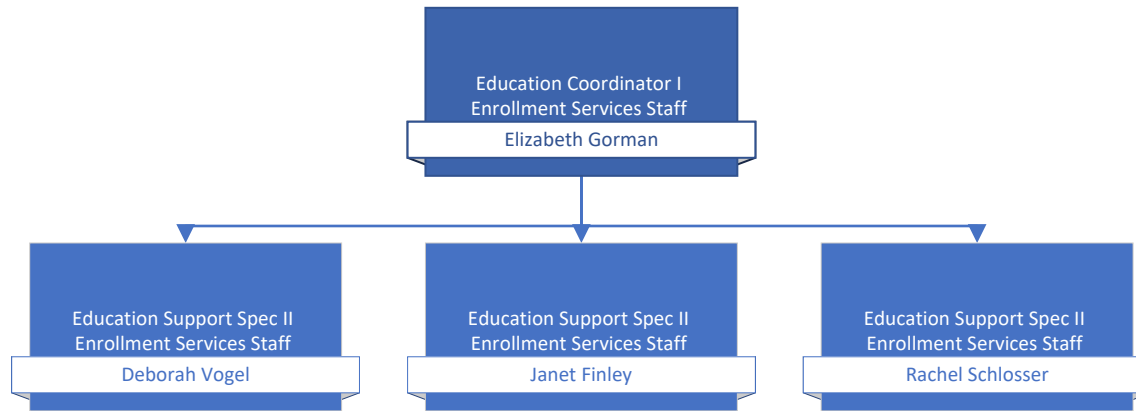 Education Coordinator I
Enrollment Services Staff
Elizabeth Gorman
Education Support Spec II
Enrollment Services Staff
Deborah Vogel
Education Support Spec II
Enrollment Services Staff
Janet Finley
Education Support Spec II
Enrollment Services Staff
Rachel Schlosser